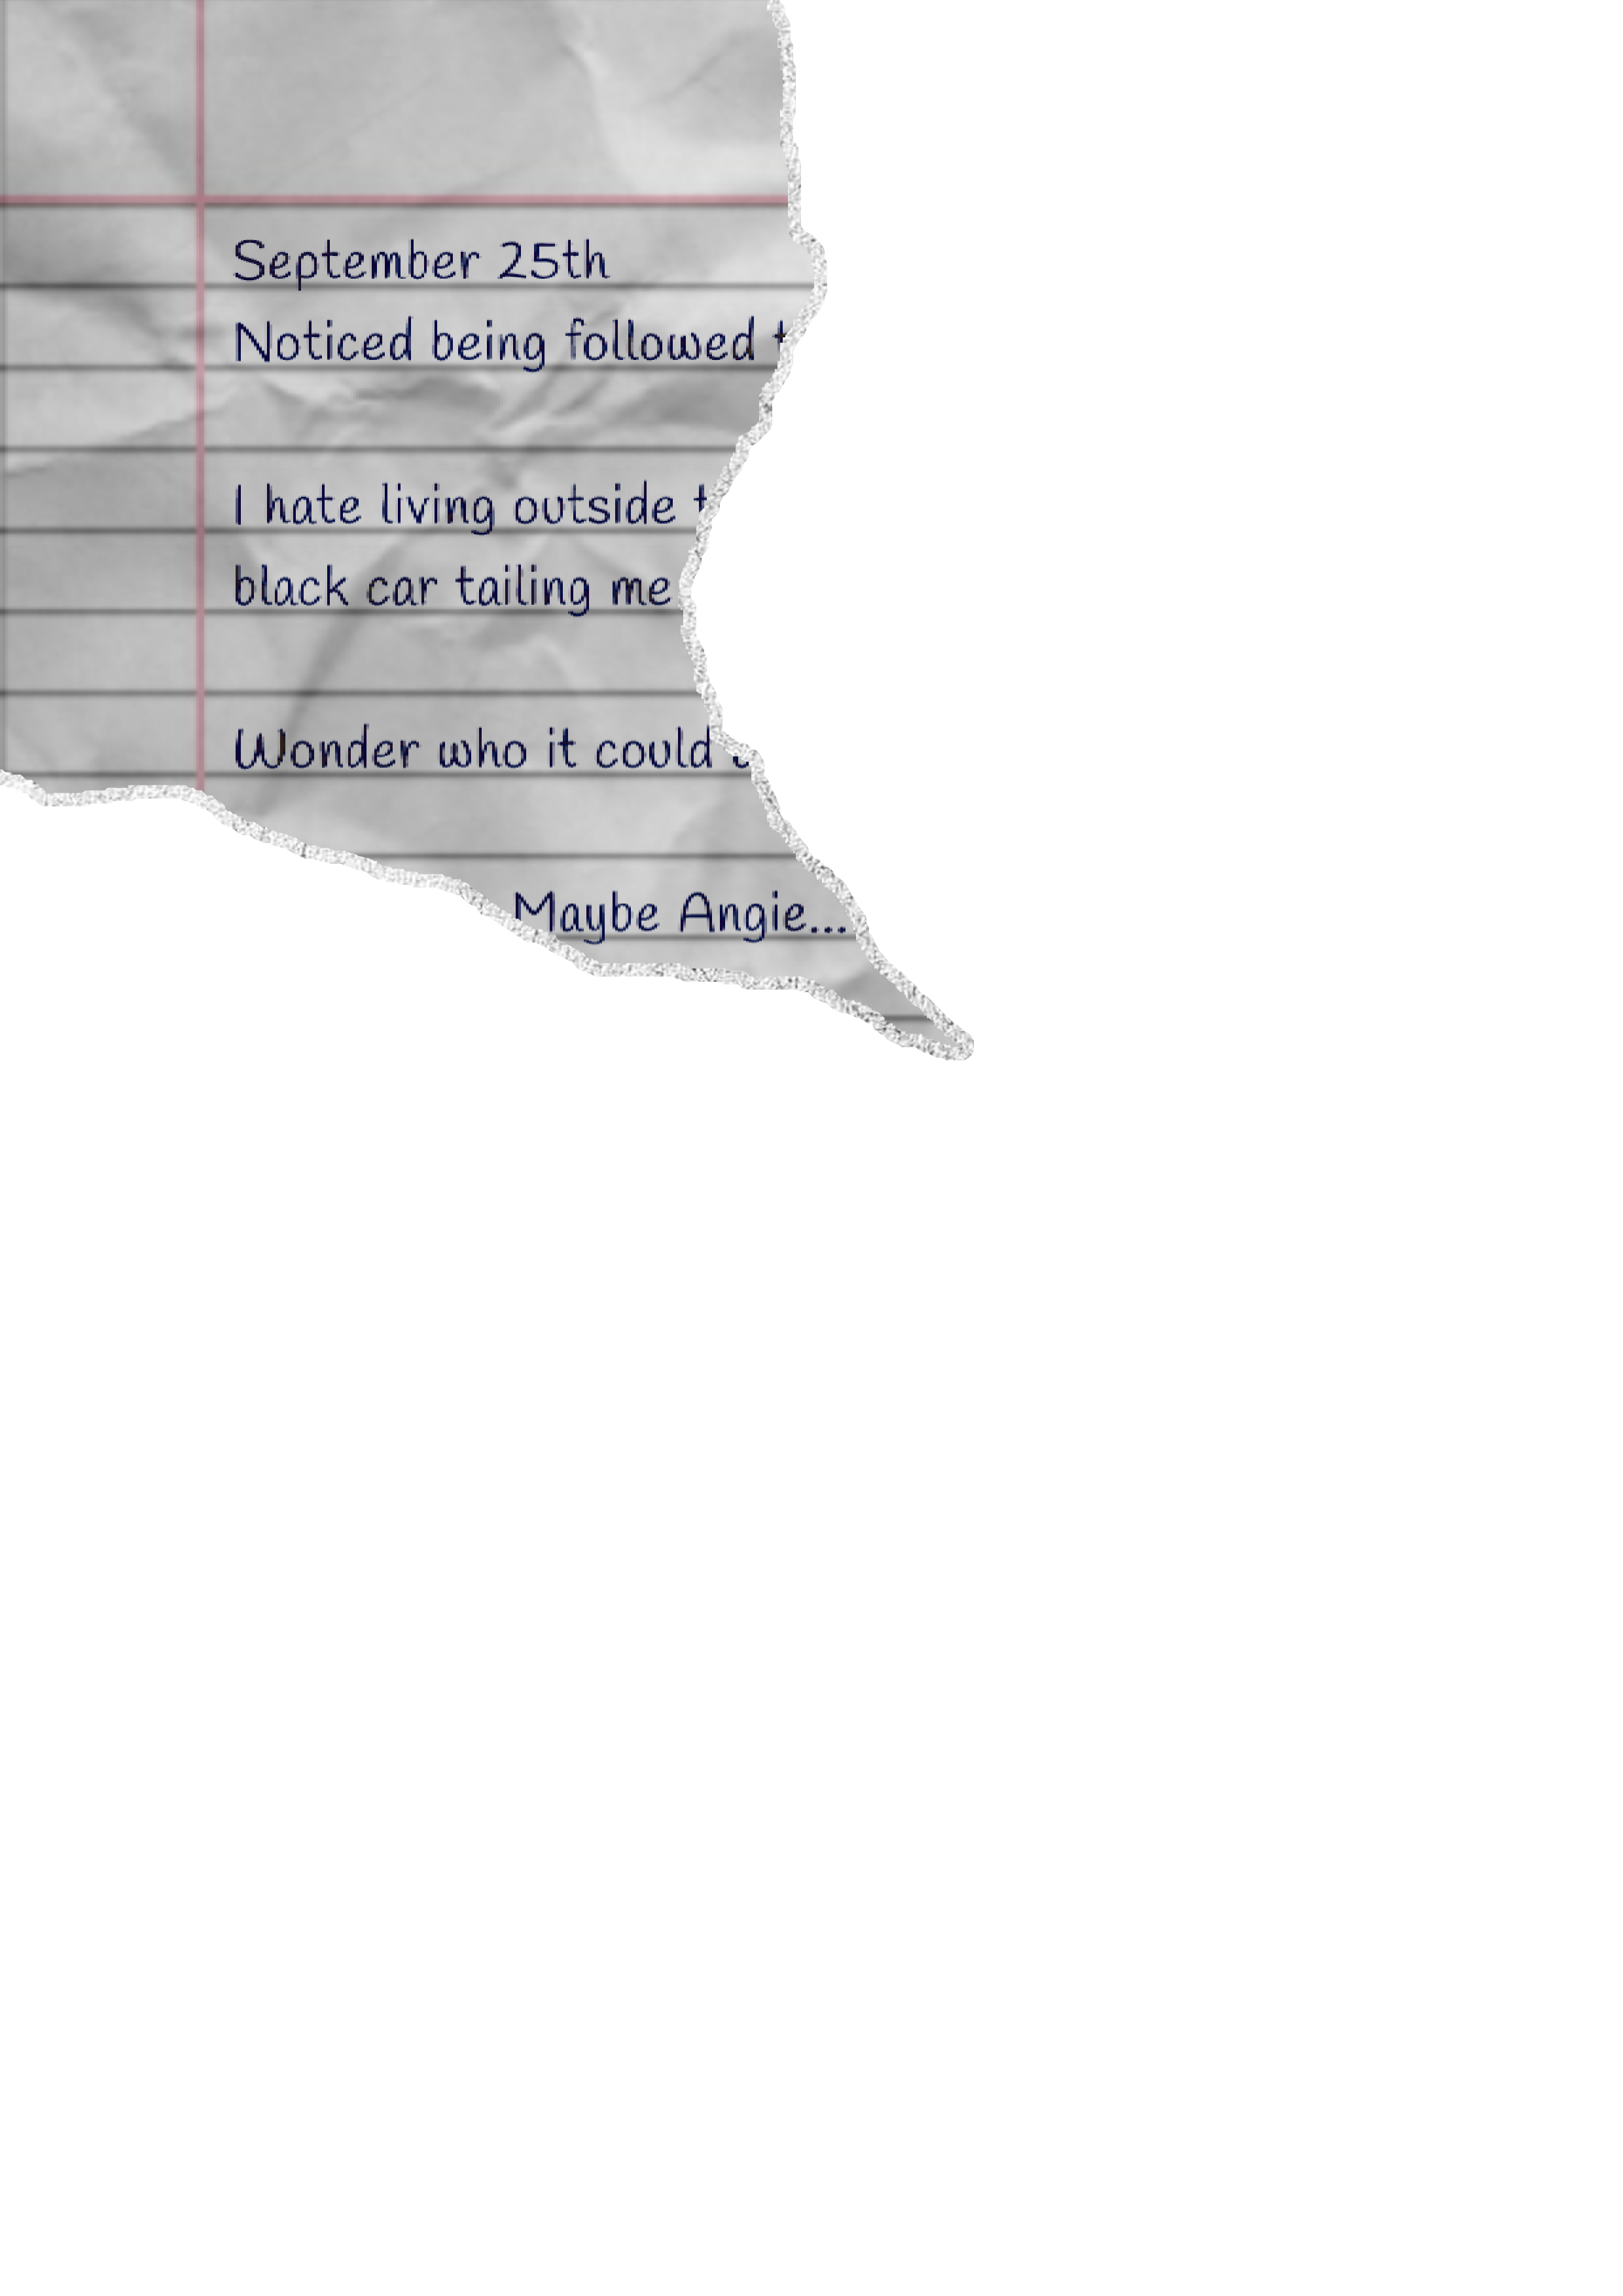 September 25th
Noticed being followed
I hate living outside
black car tailing me
Wonder who it could
Maybe Angie...